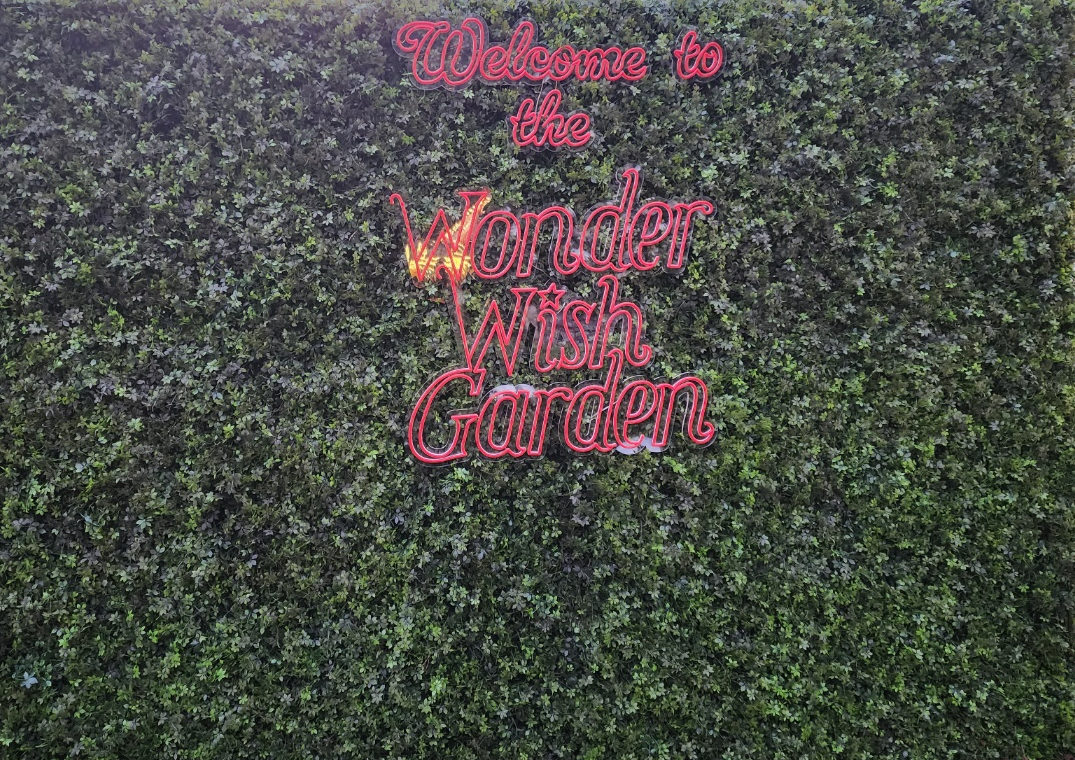 Welcome to
the
Wonder
Wish
Garden